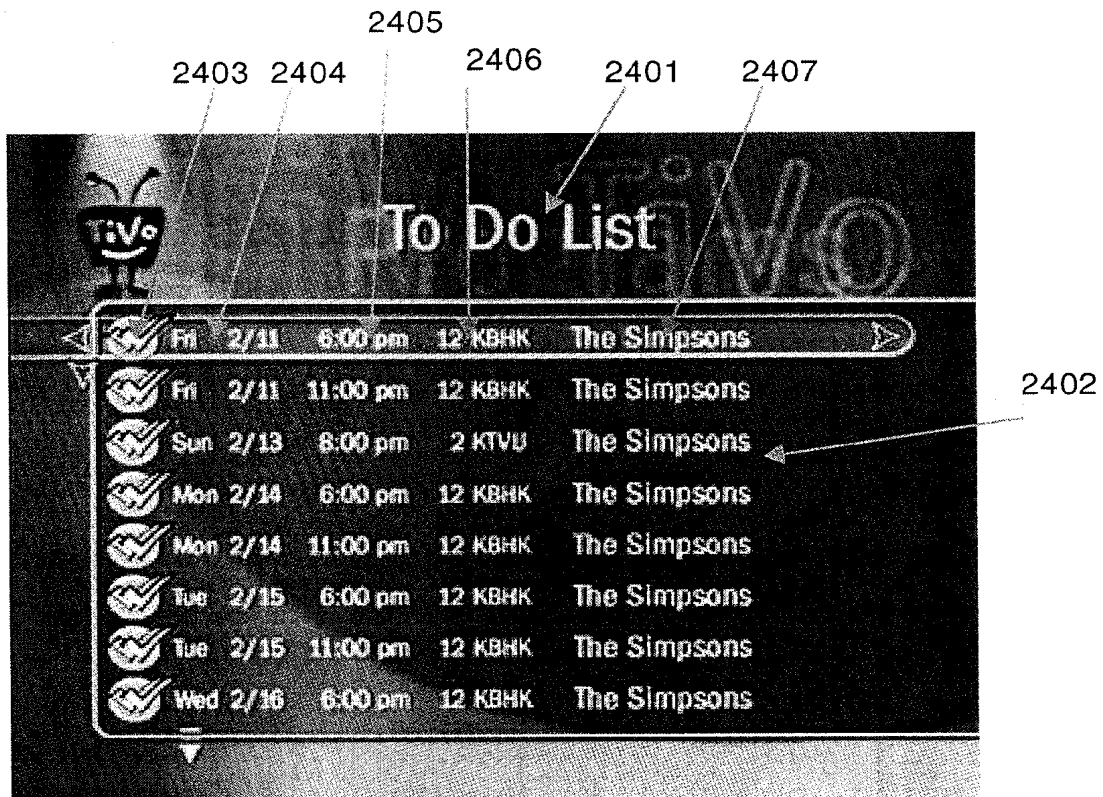 2405
2403 2404 2406 2401 2407
TiVo
To Do List
TiVo
Fri 2/11 6:00 pm 12 KBHK The Simpsons
Fri 2/11 11:00 pm 12 KBHK The Simpsons
2402
Sun 2/13 8:00 pm 2 KTVU The Simpsons
Mon 2/14 6:00 pm 12 KBHK The Simpsons
Mon 2/14 11:00 pm 12 KBHK The Simpsons
Tue 2/15 6:00 pm 12 KBHK The Simpsons
Tue 2/15 11:00 pm 12 KBHK The Simpsons
Wed 2/16 6:00 pm 12 KBHK The Simpsons